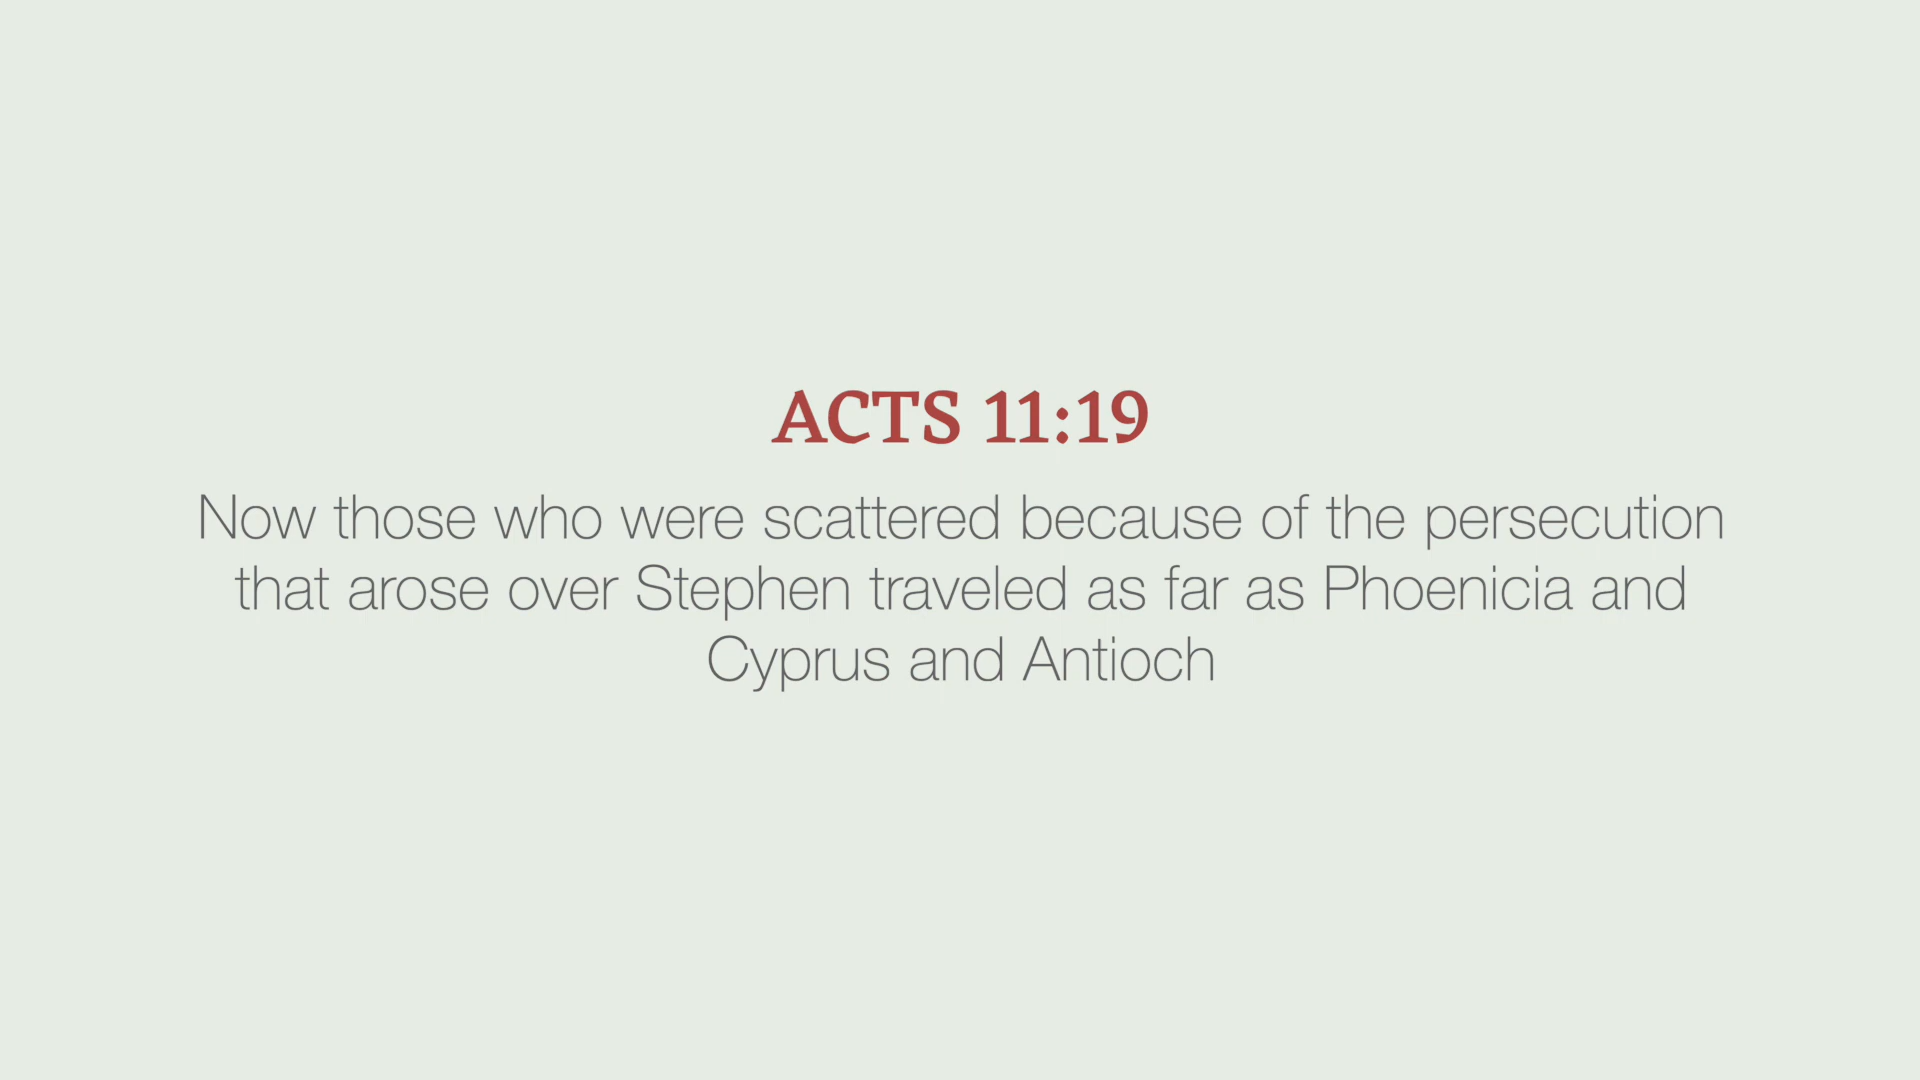 ACTS 11:19
Now those who were scattered because of the persecution
that arose over Stephen traveled as far as Phoenicia and
Cyprus and Antioch